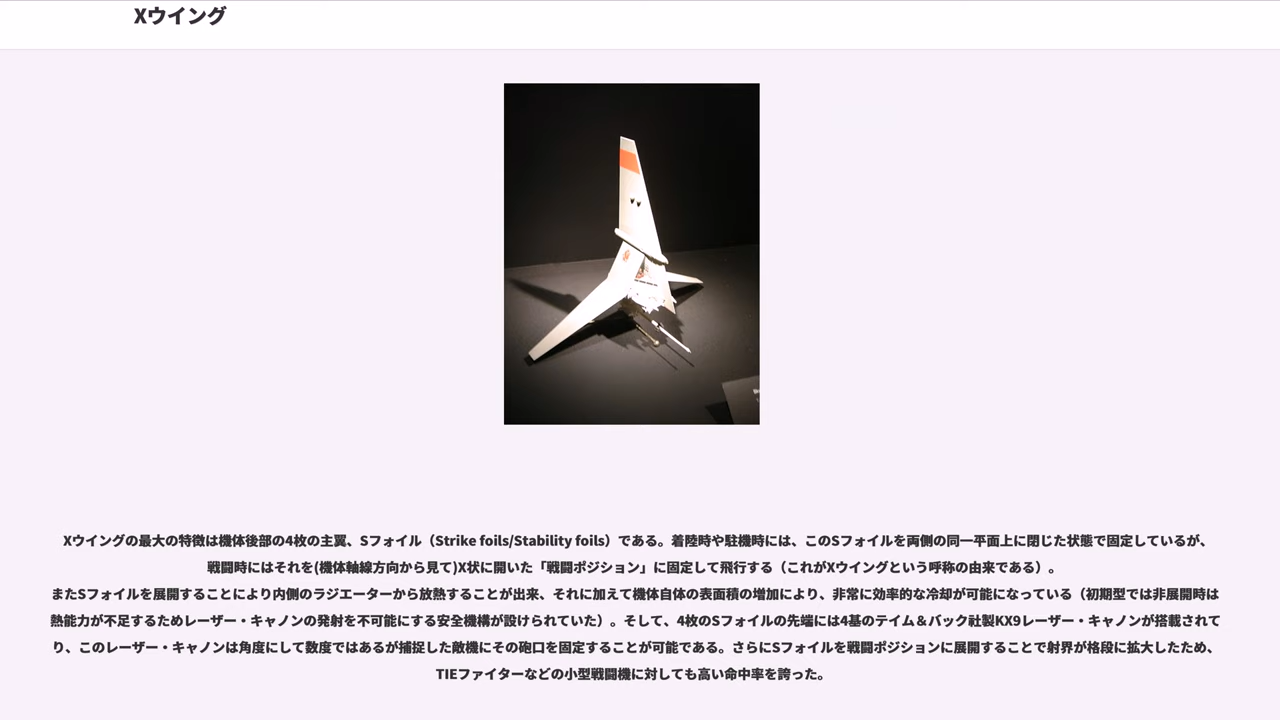 Xウイング
Xウイングの最大の特徴は機体後部の4枚の主翼、Sフォイル（Strike foils/Stability foils）である。着陸時や駐機時には、このSフォイルを両側の同一平面上に閉じた状態で固定しているが、
戦闘時にはそれを(機体軸線方向から見て)X状に開いた「戦闘ポジション」に固定して飛行する（これがXウイングという呼称の由来である）。
またSフォイルを展開することにより内側のラジエーターから放熱することが出来、それに加えて機体自体の表面積の増加により、非常に効率的な冷却が可能になっている（初期型では非展開時は
熱能力が不足するためレーザー・キャノンの発射を不可能にする安全機構が設けられていた）。そして、4枚のSフォイルの先端には4基のテイム＆バック社製KX9レーザー・キャノンが搭載されて
り、このレーザー・キャノンは角度にして数度ではあるが捕捉した敵機にその砲口を固定することが可能である。さらにSフォイルを戦闘ポジションに展開することで射界が格段に拡大したため、
TIEファイターなどの小型戦闘機に対しても高い命中率を誇った。